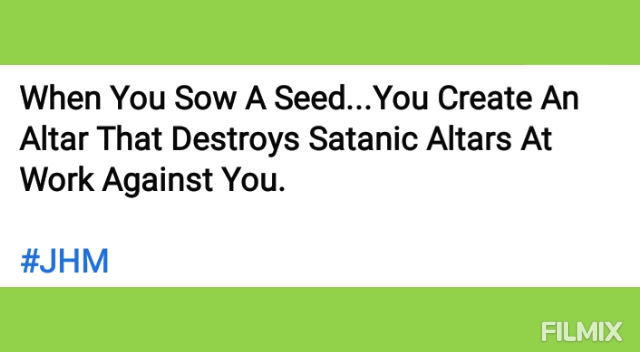 When You Sow A Seed...You Create An
Altar That Destroys Satanic Altars At
Work Against You.
#JHM
FILMIX